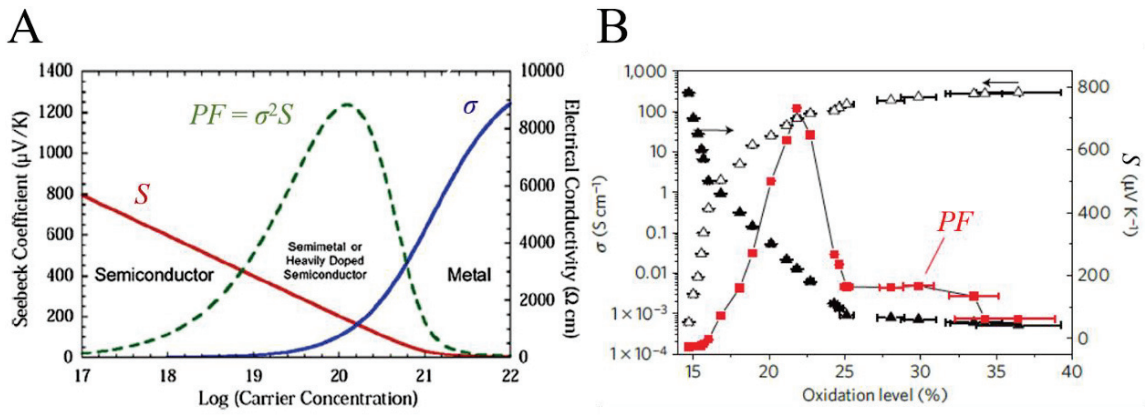 A
1400
1200
1000
800
600
400
200
0
Seebeck Coefficient (µV/K)
PF = σ²S
S
σ
Semiconductor
Semimetal or
Heavily Doped
Semiconductor
Metal
10000
8000
6000
4000
2000
0
Electrical Conductivity (Ω cm)
17 18 19 20 21 22
Log (Carrier Concentration)
B
1,000
100
10
1
0.1
0.01
1 × 10⁻³
1 × 10⁻⁴
σ (S cm⁻¹)
PF
800
600
400
200
0
S (µV K⁻¹)
15 20 25 30 35 40
Oxidation level (%)